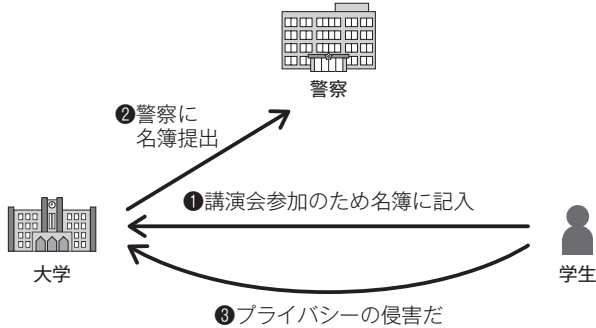 警察
❷警察に
名簿提出
❶講演会参加のため名簿に記入
大学
学生
❸プライバシーの侵害だ